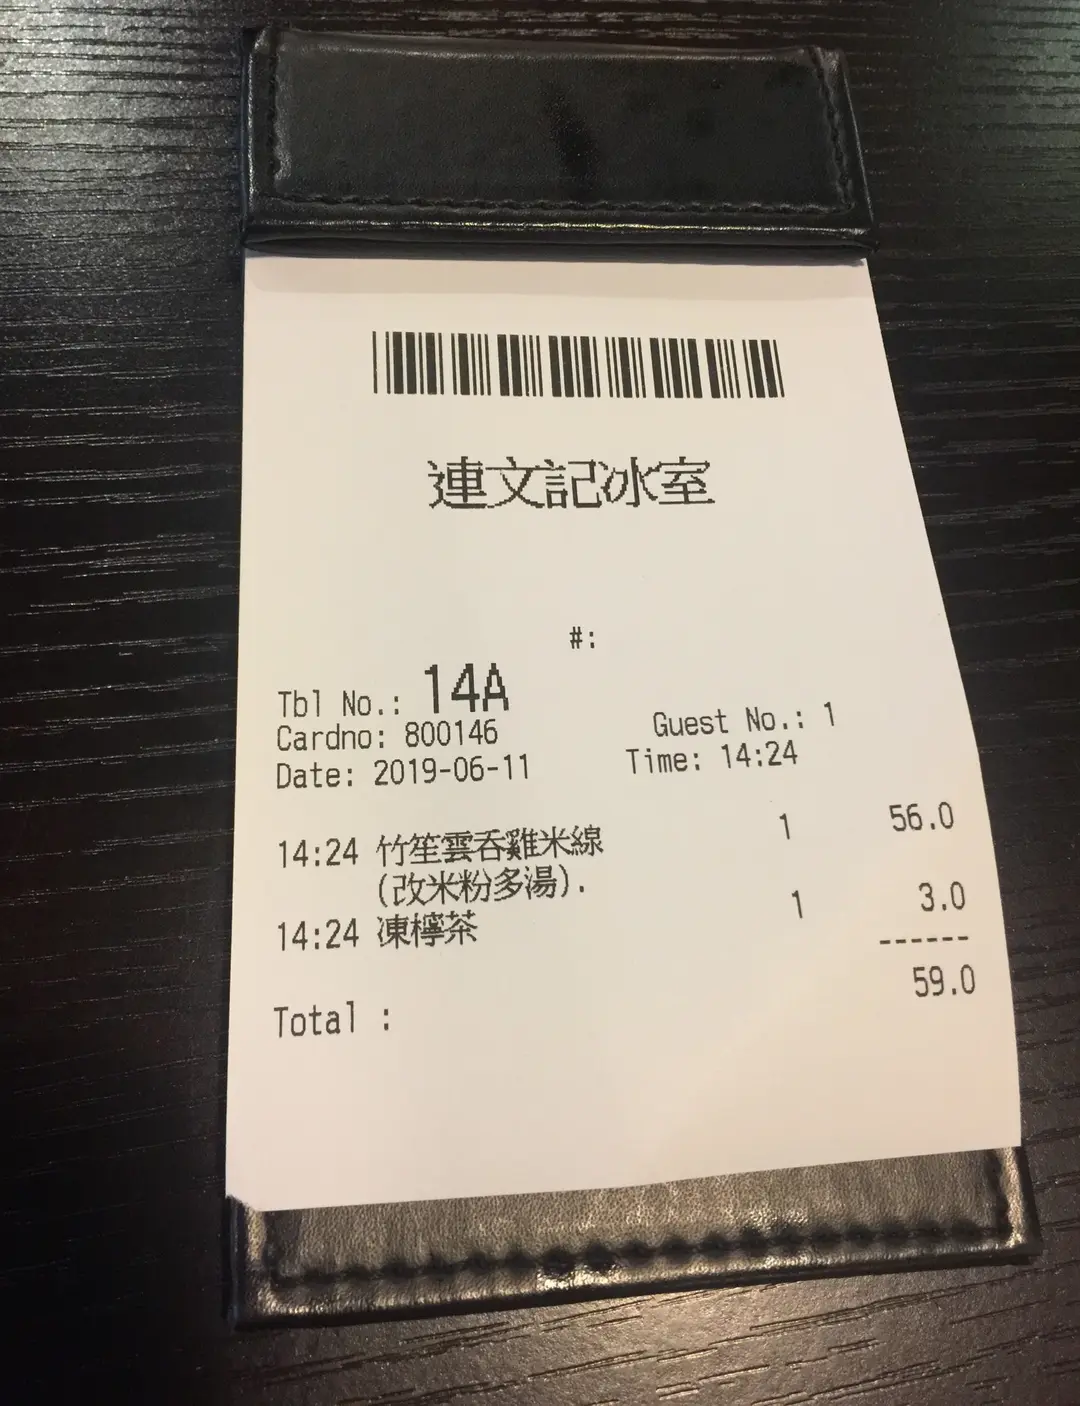 連文記冰室
#:
Tbl No.: 14A
Cardno: 800146 Guest No.: 1
Date: 2019-06-11 Time: 14:24
14:24 竹笙雲吞雞米線 1 56.0
(改米粉多湯).
14:24 凍檸茶 1 3.0
------
Total : 59.0